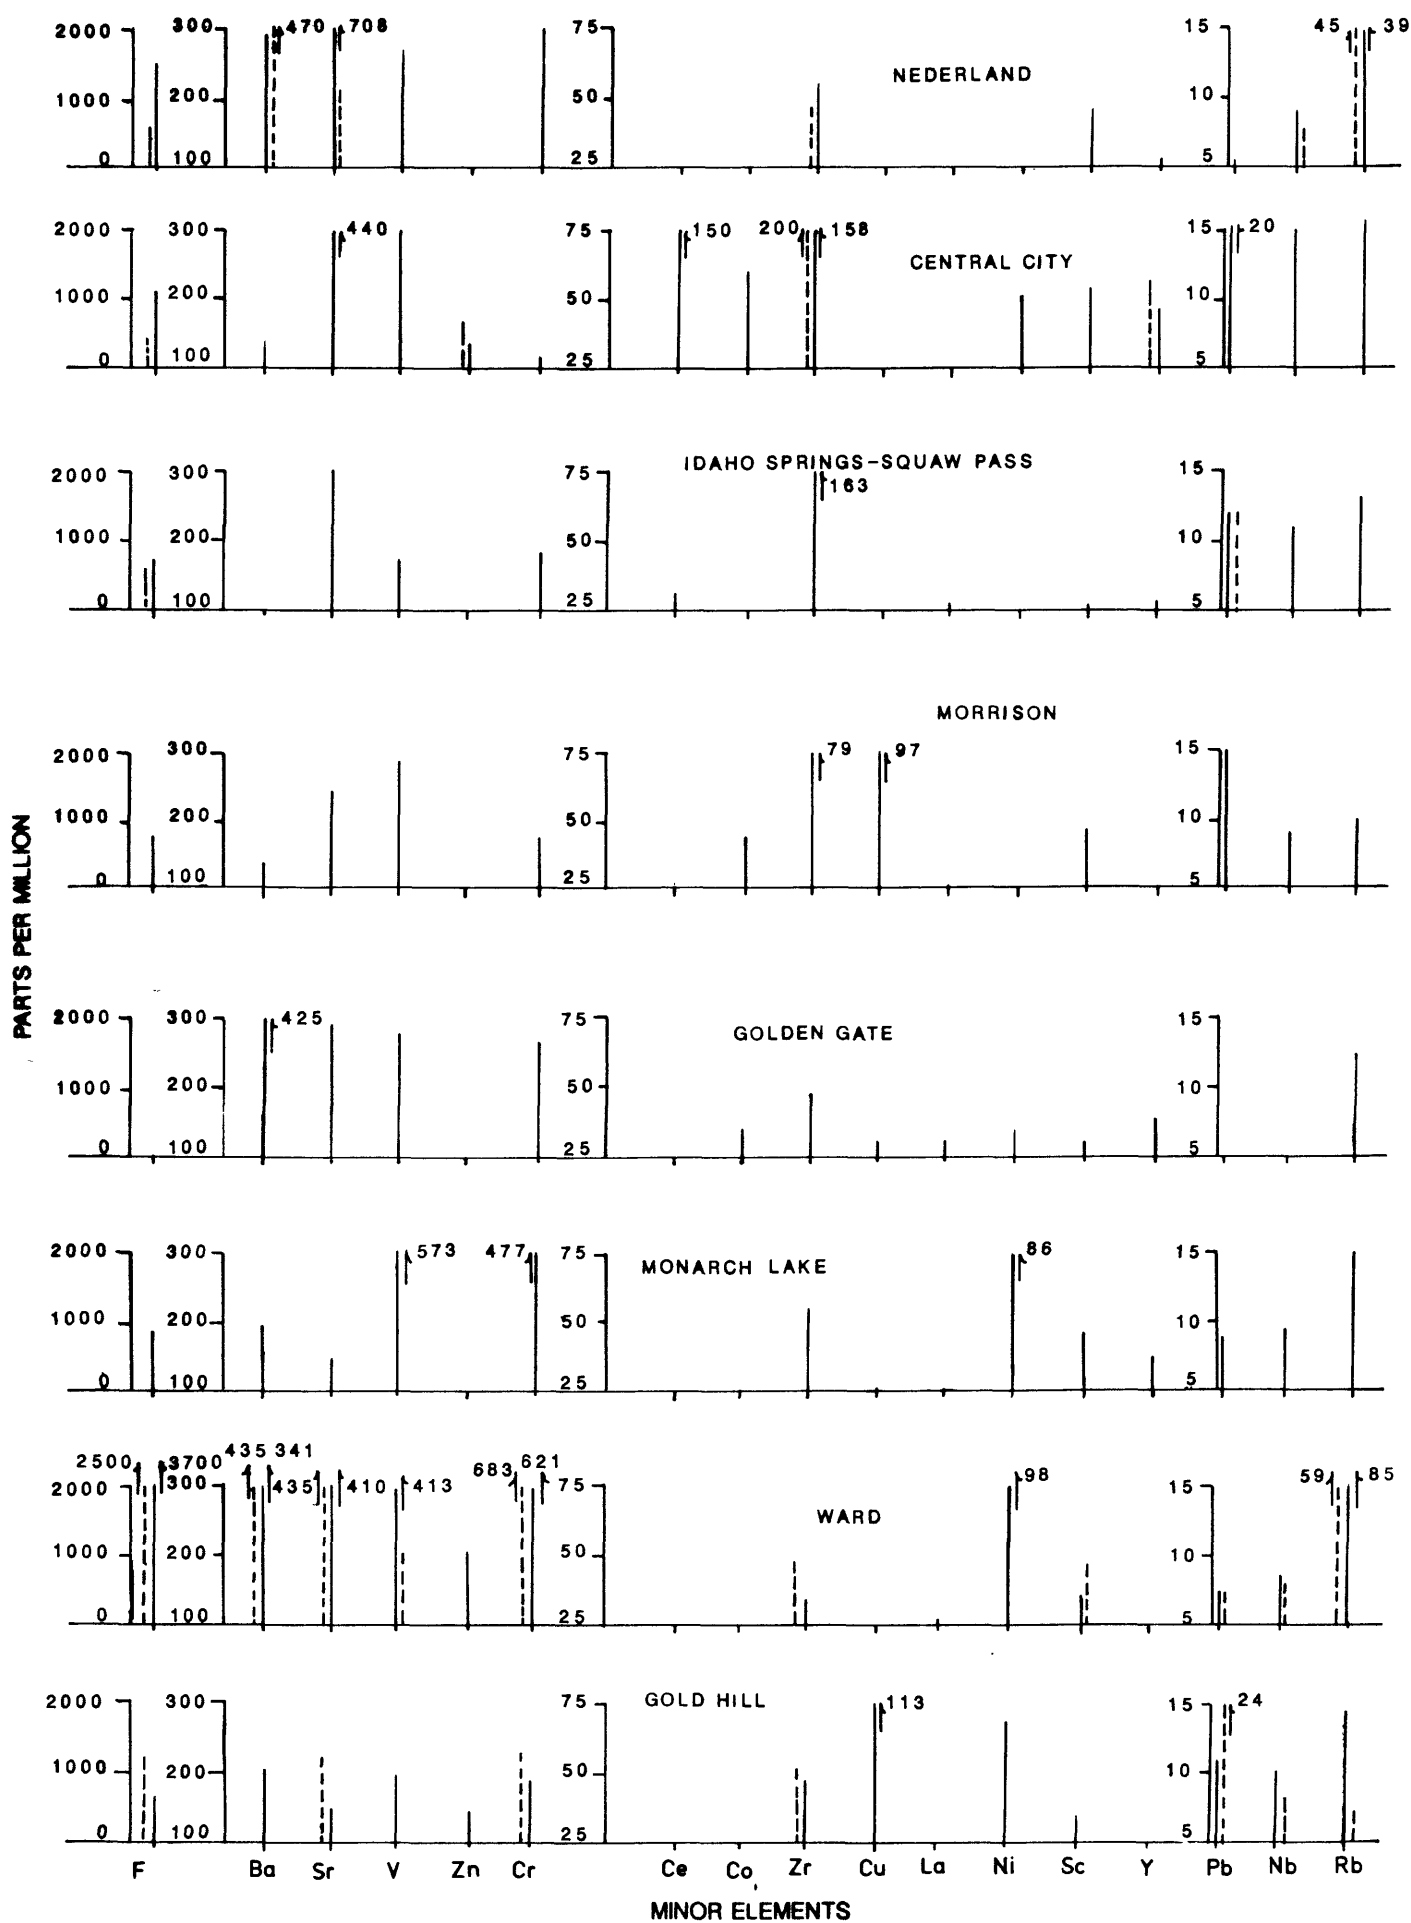 2000 300 470 708 75 15 45 39
NEDERLAND
1000 200 50 10
0 100 25 5
2000 300 440 75 150 200 158 15 20
CENTRAL CITY
1000 200 50 10
0 100 25 5
IDAHO SPRINGS-SQUAW PASS
2000 300 75 163 15
1000 200 50 10
0 100 25 5
MORRISON
2000 300 75 79 97 15
1000 200 50 10
0 100 25 5
PARTS PER MILLION
2000 300 425 75 15
GOLDEN GATE
1000 200 50 10
0 100 25 5
2000 300 573 477 75 86 15
MONARCH LAKE
1000 200 50 10
0 100 25 5
2500 3700 435 341 683 621 98 59 85
2000 300 435 410 413 75 15
WARD
1000 200 50 10
0 100 25 5
2000 300 75 GOLD HILL 113 15 24
1000 200 50 10
0 100 25 5
F Ba Sr V Zn Cr Ce Co Zr Cu La Ni Sc Y Pb Nb Rb
MINOR ELEMENTS